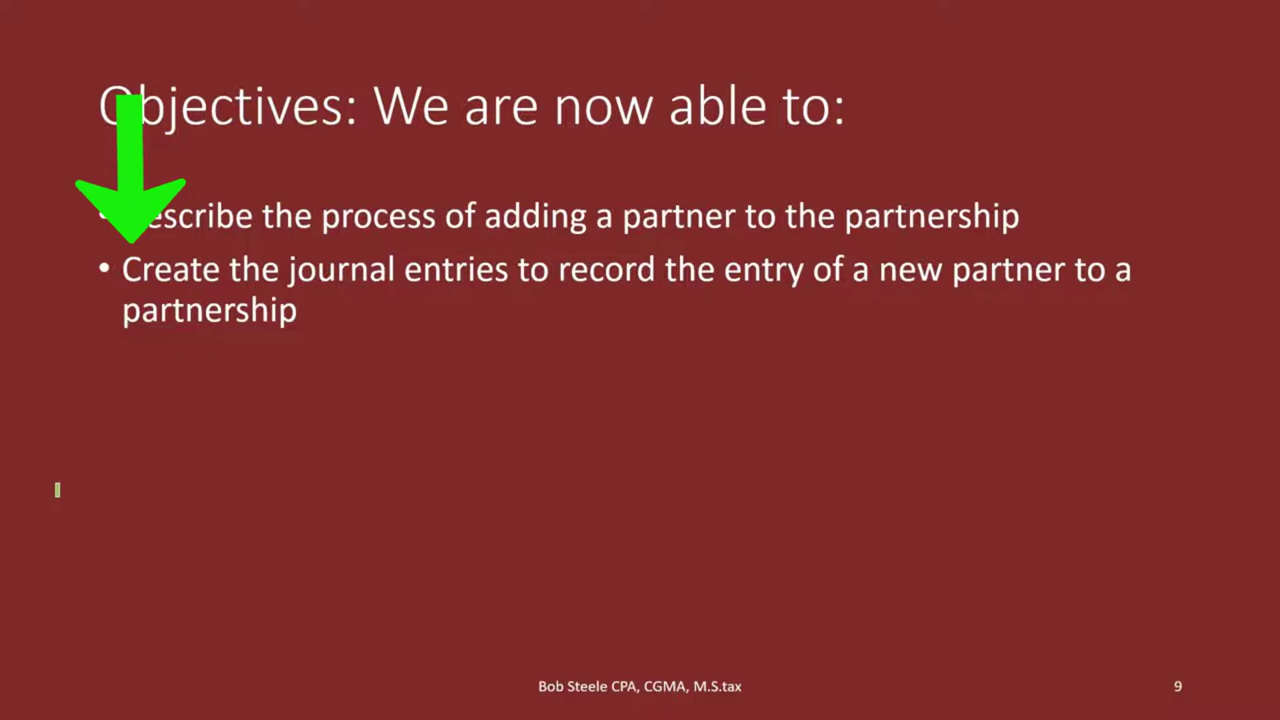 Objectives: We are now able to:
• Describe the process of adding a partner to the partnership
• Create the journal entries to record the entry of a new partner to a
partnership
Bob Steele CPA, CGMA, M.S.tax
9